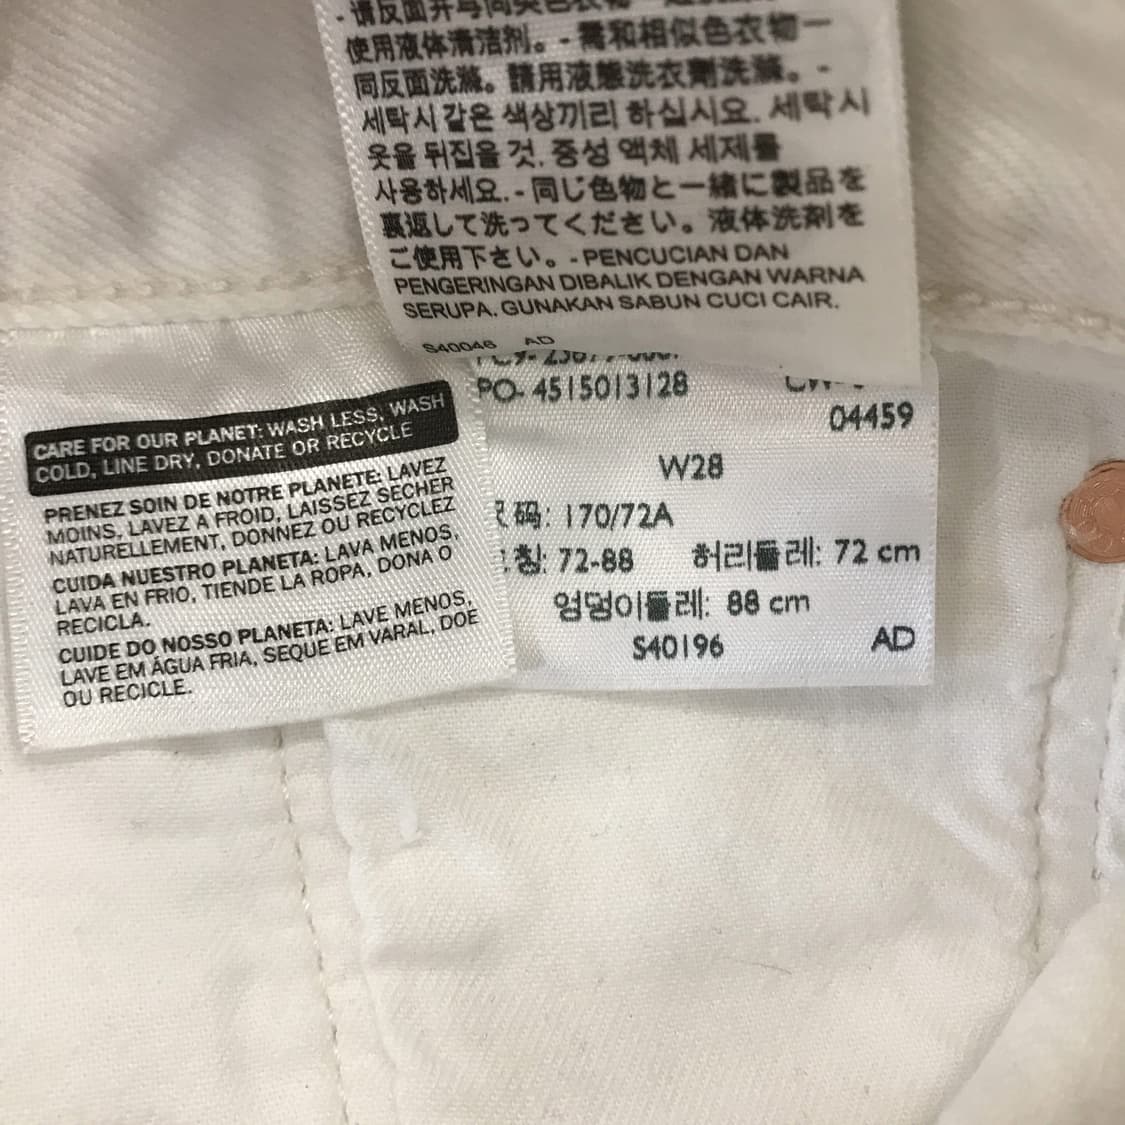 使用液体清洁剂。- 需和相似色衣物一
同反面洗滌。請用液態洗衣劑洗滌。-
세탁시 같은 색상끼리 하십시요. 세탁시
옷을 뒤집을 것. 중성 액체 세제를
사용하세요. - 同じ色物と一緒に製品を
裏返して洗ってください。液体洗剤を
ご使用下さい。- PENCUCIAN DAN
PENGERINGAN DIBALIK DENGAN WARNA
SERUPA. GUNAKAN SABUN CUCI CAIR.
S40046 AD
CARE FOR OUR PLANET: WASH LESS, WASH
COLD, LINE DRY, DONATE OR RECYCLE
PRENEZ SOIN DE NOTRE PLANETE: LAVEZ
MOINS, LAVEZ A FROID, LAISSEZ SECHER
NATURELLEMENT, DONNEZ OU RECYCLEZ
CUIDA NUESTRO PLANETA: LAVA MENOS,
LAVA EN FRIO, TIENDE LA ROPA, DONA O
RECICLA.
CUIDE DO NOSSO PLANETA: LAVE MENOS,
LAVE EM ÁGUA FRIA, SEQUE EM VARAL, DOE
OU RECICLE.
PO- 4515013128
04459
W28
码: 170/72A
칭: 72-88 허리둘레: 72 cm
엉덩이둘레: 88 cm
S40196 AD